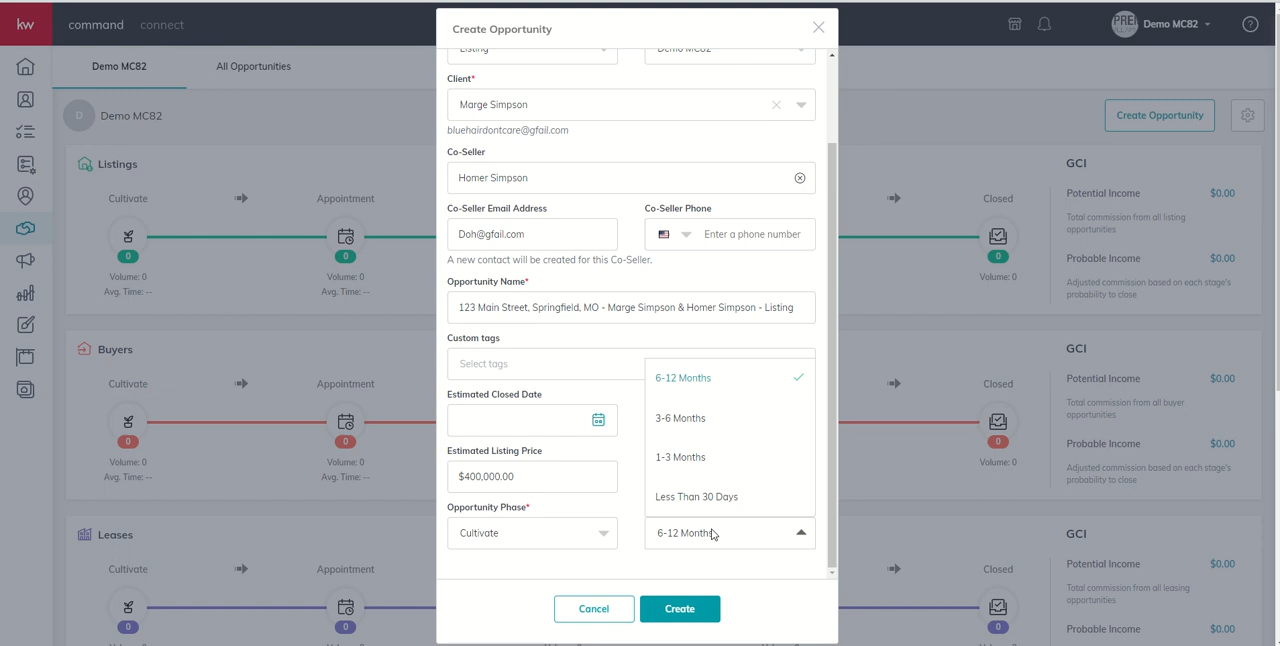 kw
command
connect
PRE
Demo MC82
?
Demo MC82
All Opportunities
D
Demo MC82
Create Opportunity
Listings
Cultivate
Appointment
Closed
0
0
0
Volume: 0
Volume: 0
Volume: 0
Avg. Time: --
Avg. Time: --
GCI
Potential Income
$0.00
Total commission from all listing
opportunities
Probable Income
$0.00
Adjusted commission based on each stage's
probability to close
Buyers
Cultivate
Appointment
Closed
0
0
0
Volume: 0
Volume: 0
Volume: 0
Avg. Time: --
Avg. Time: --
GCI
Potential Income
$0.00
Total commission from all buyer
opportunities
Probable Income
$0.00
Adjusted commission based on each stage's
probability to close
Leases
Cultivate
Appointment
Closed
0
0
0
GCI
Potential Income
$0.00
Total commission from all leasing
opportunities
Probable Income
$0.00
Create Opportunity
Listing
Demo MC82
Client*
Marge Simpson
bluehairdontcare@gfail.com
Co-Seller
Homer Simpson
Co-Seller Email Address
Co-Seller Phone
Doh@gfail.com
Enter a phone number
A new contact will be created for this Co-Seller.
Opportunity Name*
123 Main Street, Springfield, MO - Marge Simpson & Homer Simpson - Listing
Custom tags
Select tags
6-12 Months
3-6 Months
1-3 Months
Less Than 30 Days
Estimated Closed Date
Estimated Listing Price
$400,000.00
Opportunity Phase*
Cultivate
6-12 Months
Cancel
Create